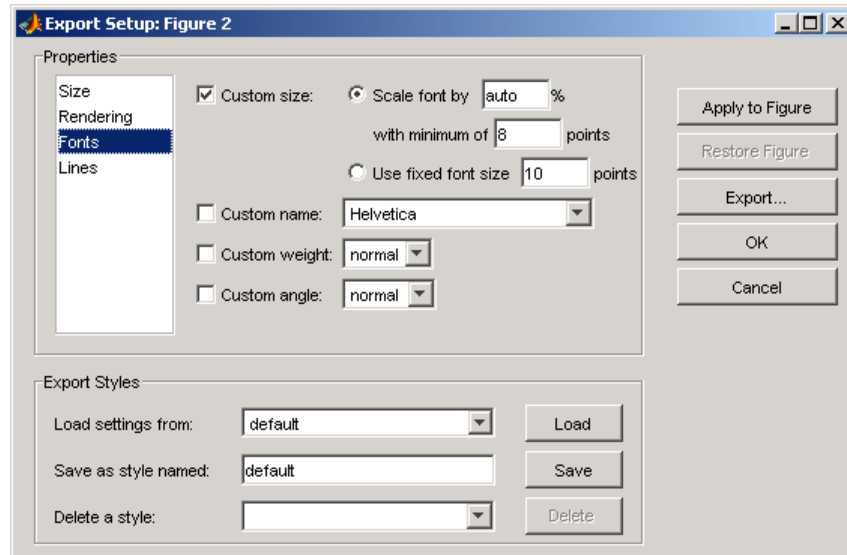 Export Setup: Figure 2
Properties
Size
Rendering
Fonts
Lines
Custom size:
Scale font by auto %
with minimum of 8 points
Use fixed font size 10 points
Custom name: Helvetica
Custom weight: normal
Custom angle: normal
Apply to Figure
Restore Figure
Export...
OK
Cancel
Export Styles
Load settings from: default Load
Save as style named: default Save
Delete a style: Delete